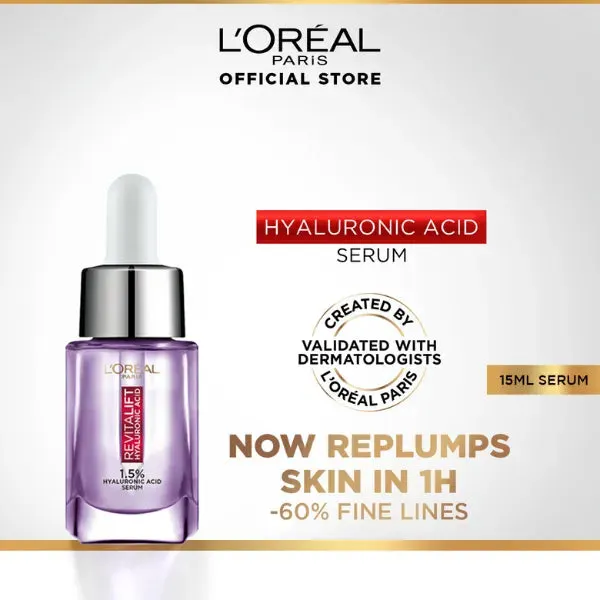 L'ORÉAL
PARIS
OFFICIAL STORE
HYALURONIC ACID
SERUM
CREATED BY
VALIDATED WITH
DERMATOLOGISTS
L'ORÉAL PARIS
15ML SERUM
L'ORÉAL
PARIS
REVITALIFT
HYALURONIC ACID
1.5%
HYALURONIC ACID
SERUM
NOW REPLUMPS
SKIN IN 1H
-60% FINE LINES